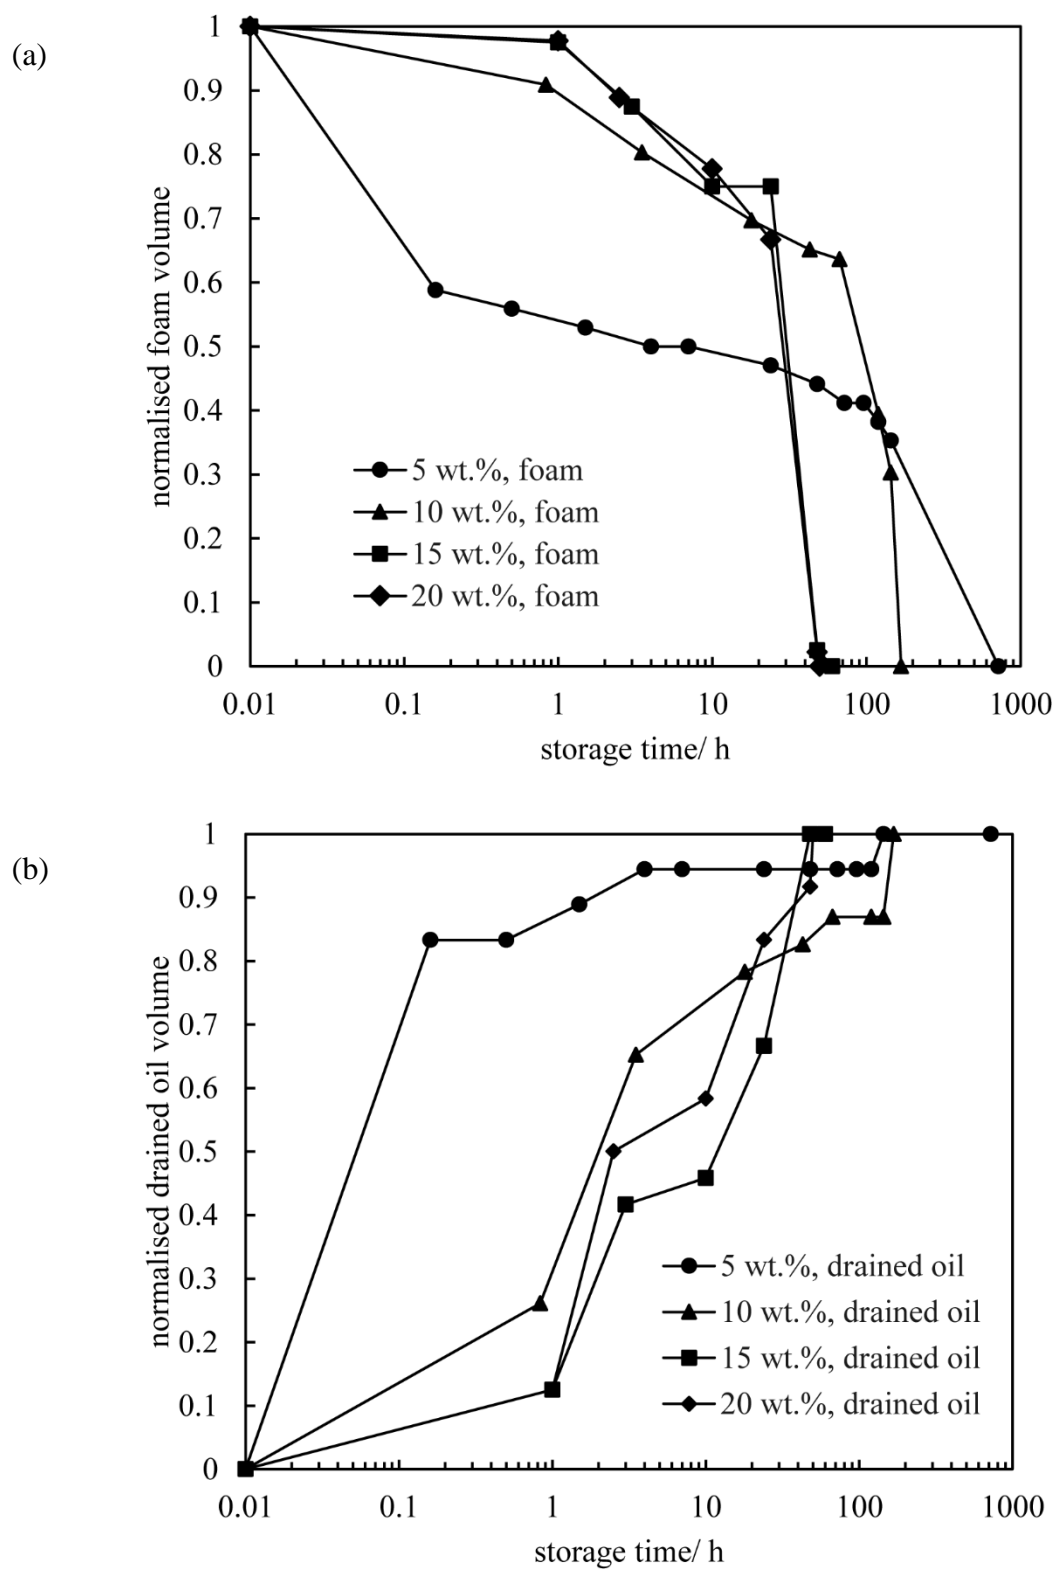 (a)
normalised foam volume
1
0.9
0.8
0.7
0.6
0.5
0.4
0.3
0.2
0.1
0
5 wt.%, foam
10 wt.%, foam
15 wt.%, foam
20 wt.%, foam
0.01 0.1 1 10 100 1000
storage time/ h
(b)
normalised drained oil volume
1
0.9
0.8
0.7
0.6
0.5
0.4
0.3
0.2
0.1
0
5 wt.%, drained oil
10 wt.%, drained oil
15 wt.%, drained oil
20 wt.%, drained oil
0.01 0.1 1 10 100 1000
storage time/ h